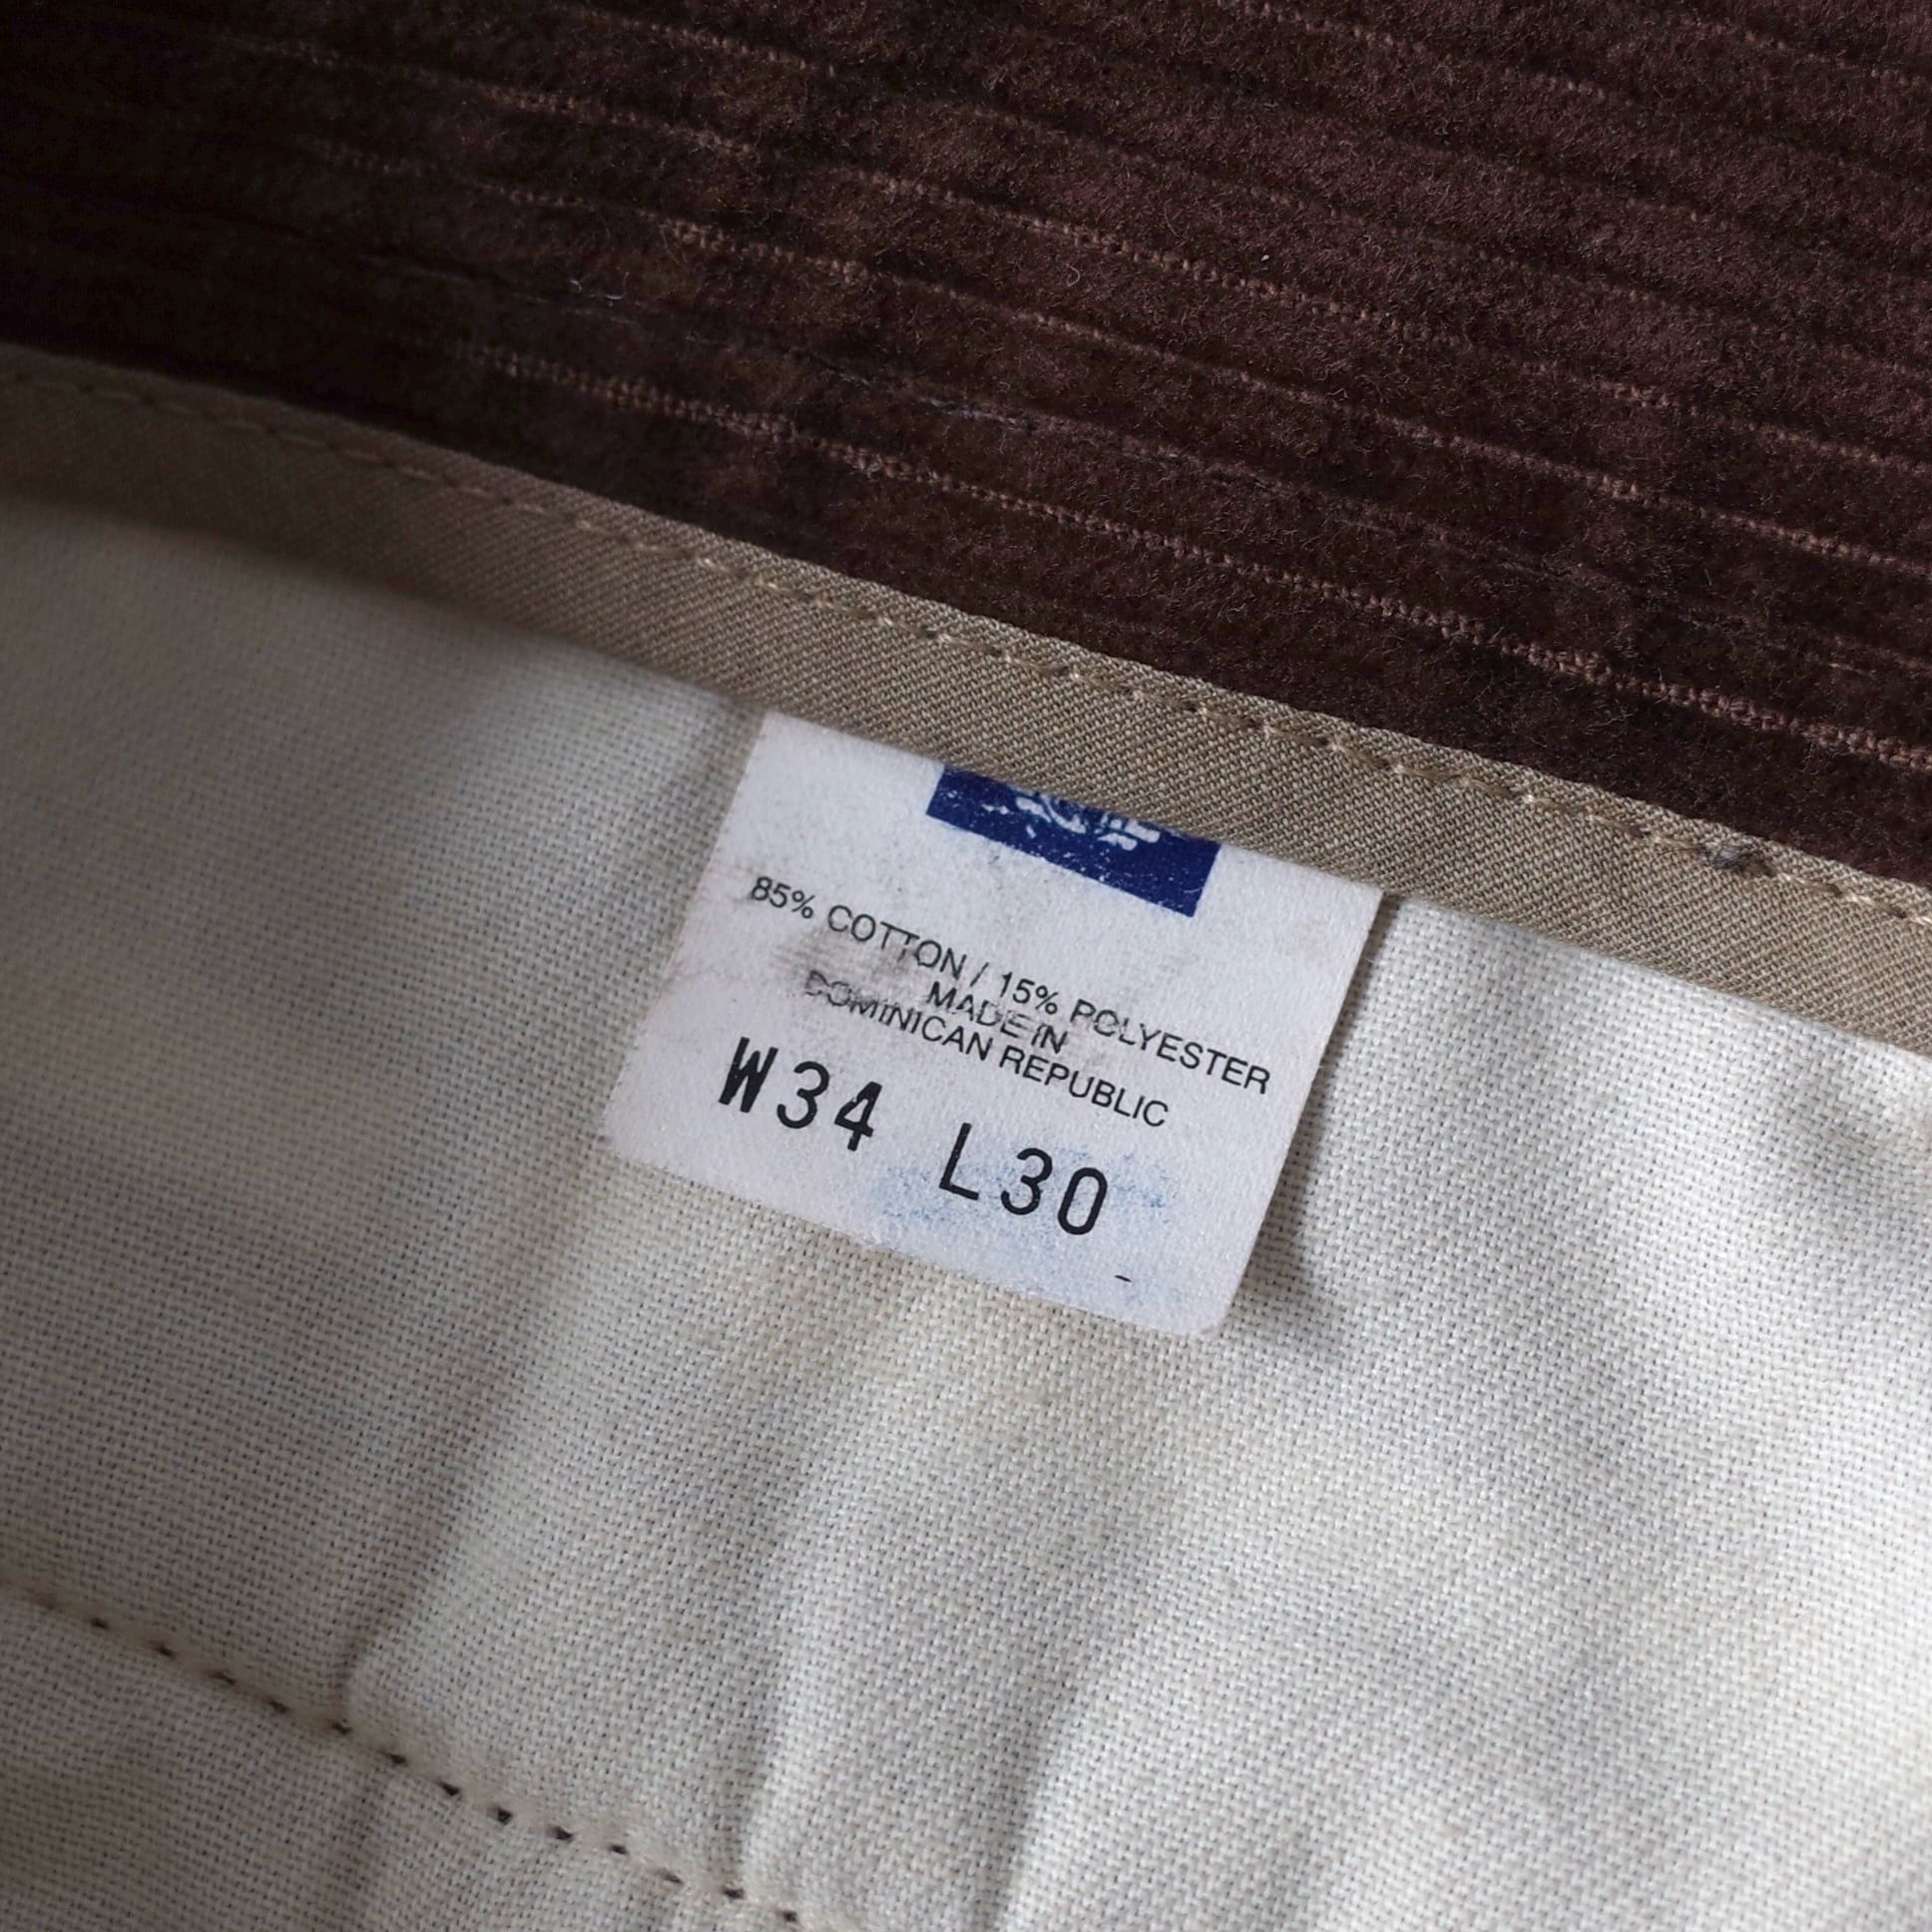 85% COTTON / 15% POLYESTER
MADE IN
DOMINICAN REPUBLIC
W34 L30